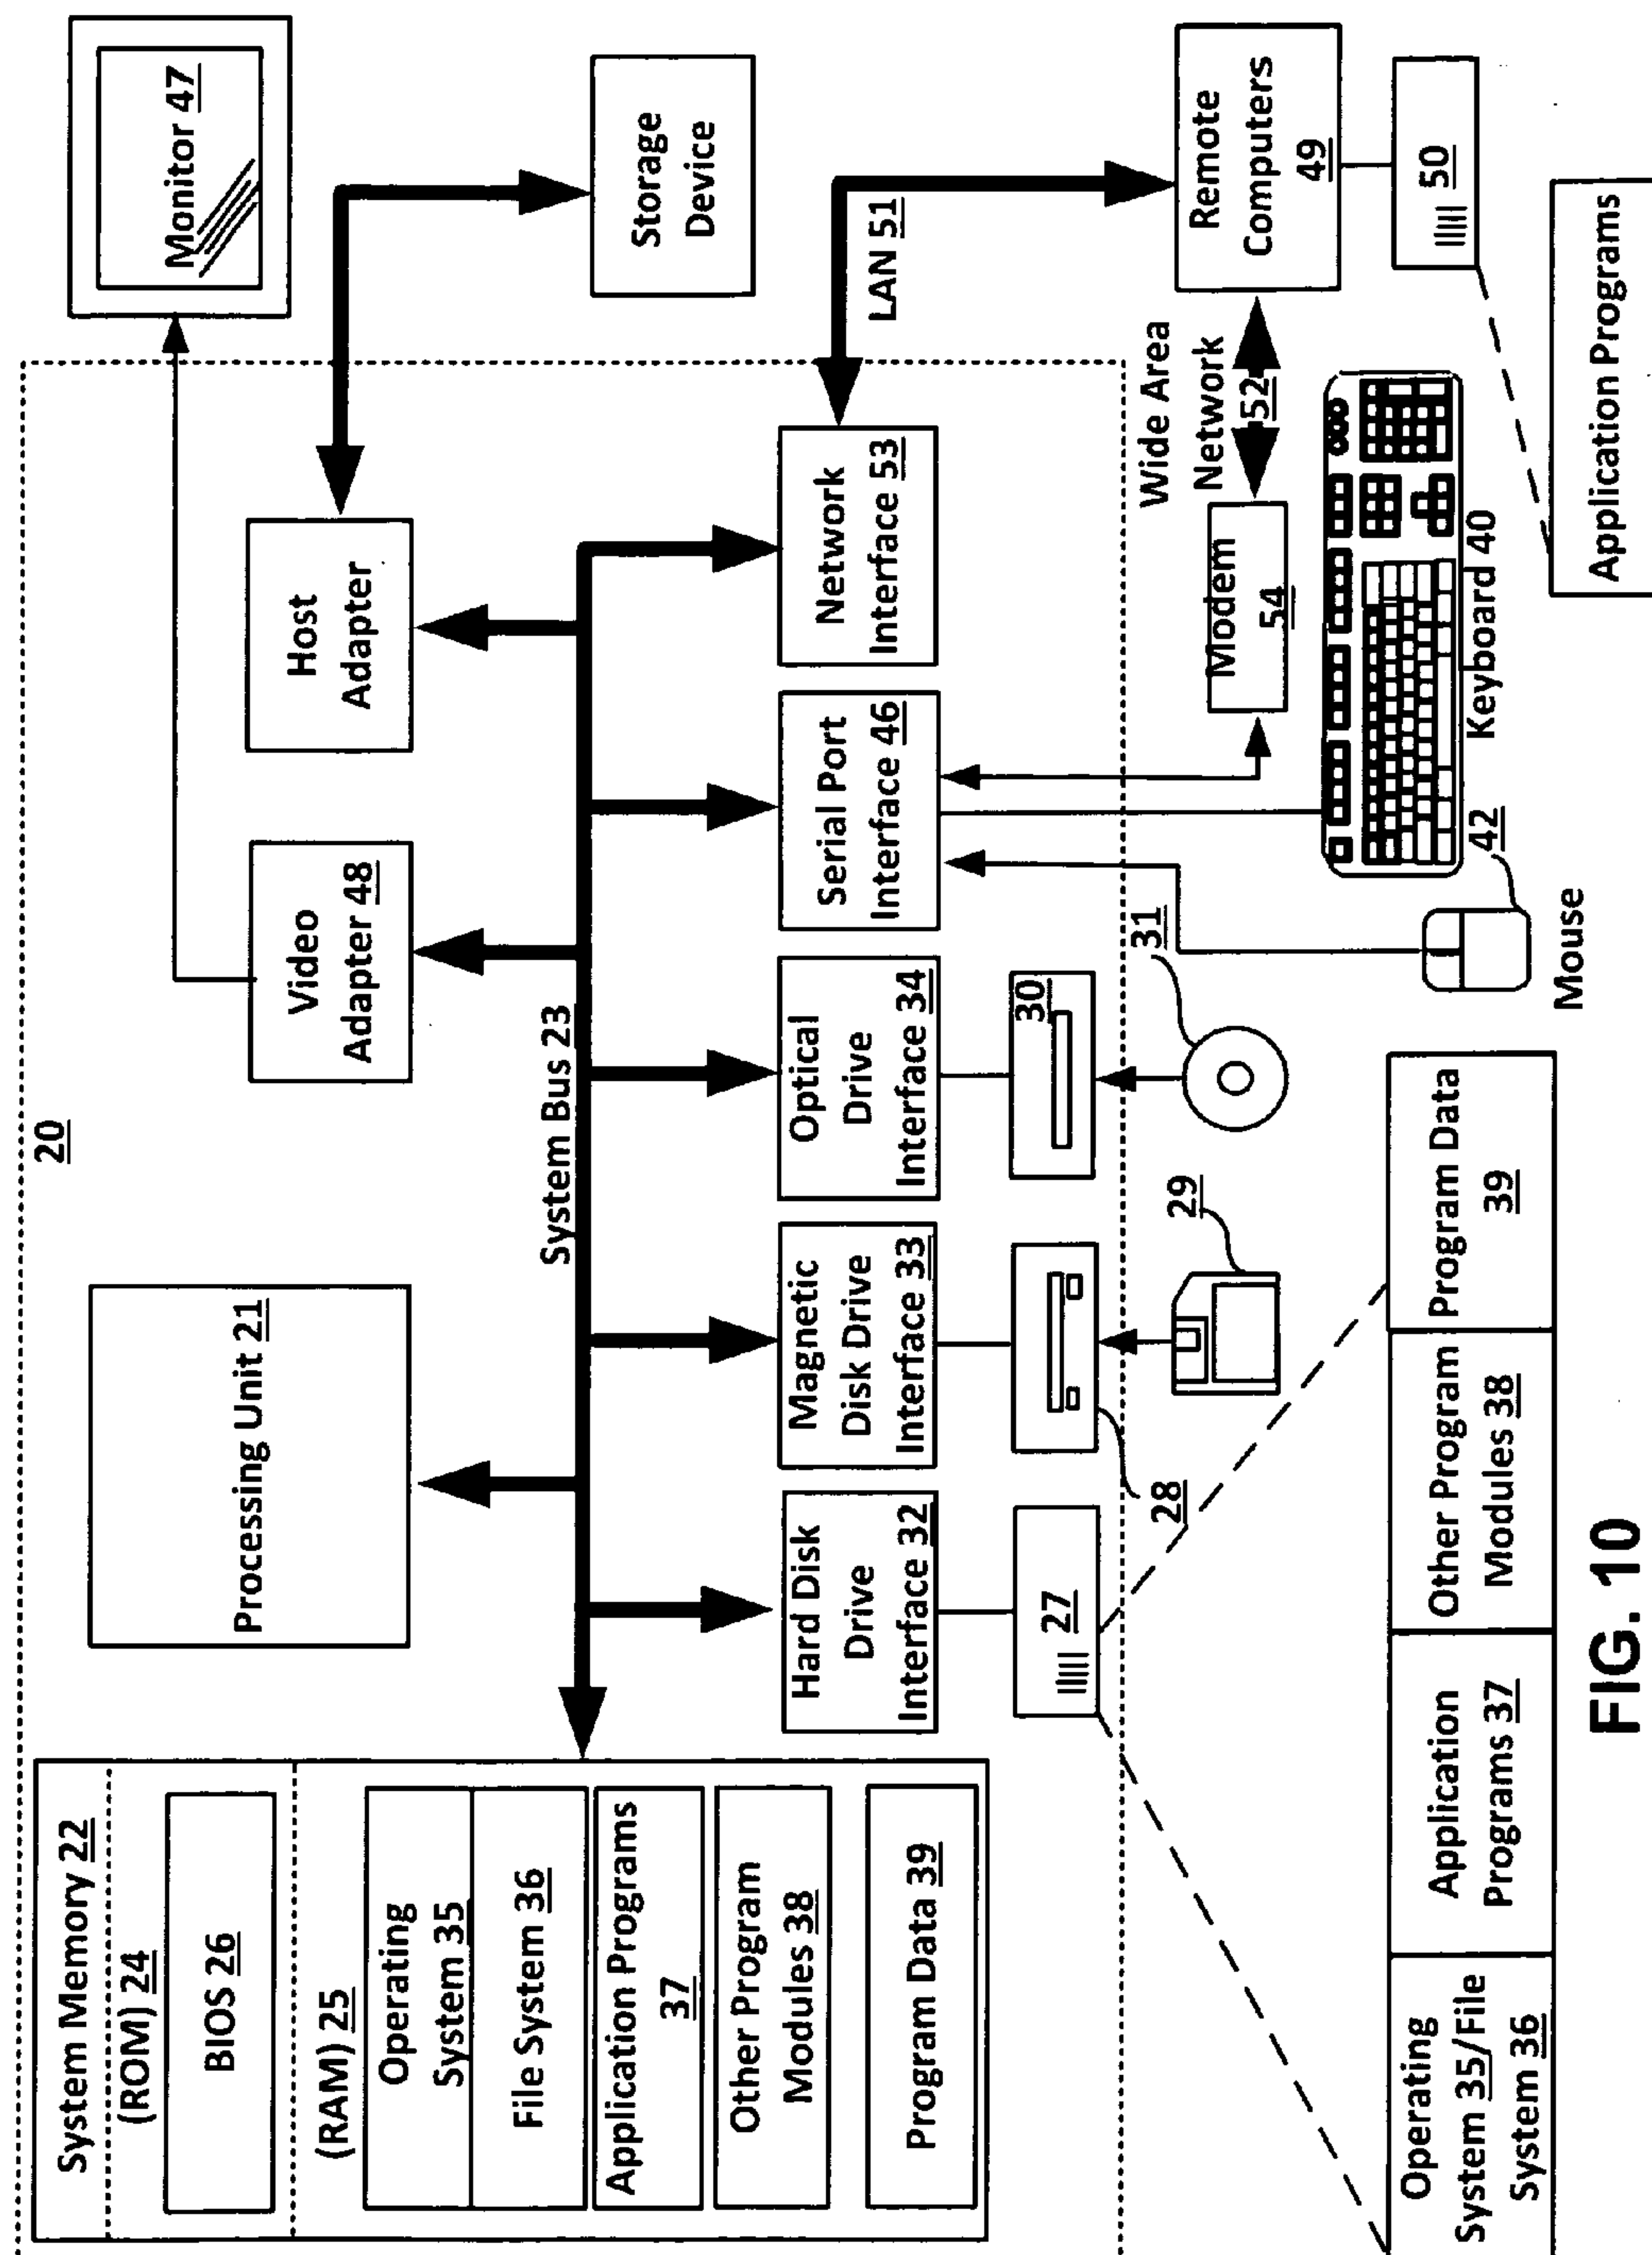 20
System Memory 22
(ROM) 24
BIOS 26
(RAM) 25
Operating
System 35
File System 36
Application Programs
37
Other Program
Modules 38
Program Data 39
Processing Unit 21
Video
Adapter 48
Host
Adapter
Monitor 47
System Bus 23
Storage
Device
Hard Disk
Drive
Interface 32
Magnetic
Disk Drive
Interface 33
Optical
Drive
Interface 34
Serial Port
Interface 46
Network
Interface 53
LAN 51
27
28
29
30
31
Wide Area
Network
52
Modem
54
Remote
Computers
49
50
Keyboard 40
42
Mouse
Operating
System 35/File
System 36
Application
Programs 37
Other Program
Modules 38
Program Data
39
Application Programs
FIG. 10